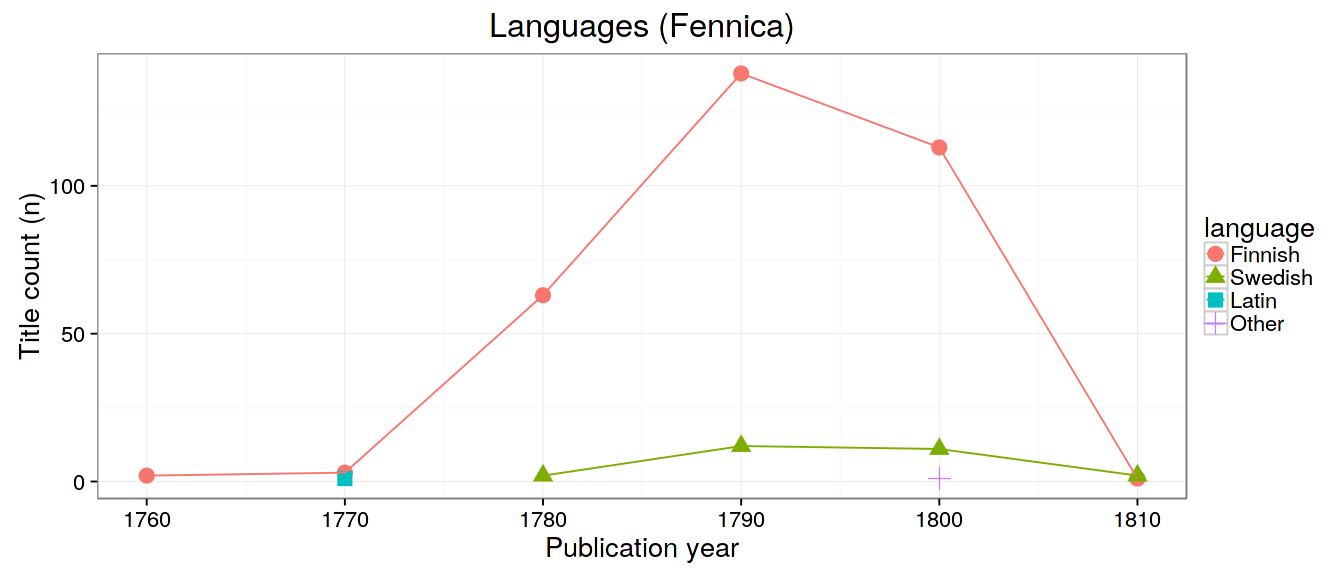 Languages (Fennica)
Title count (n)
100
50
0
1760 1770 1780 1790 1800 1810
Publication year
language
Finnish
Swedish
Latin
Other